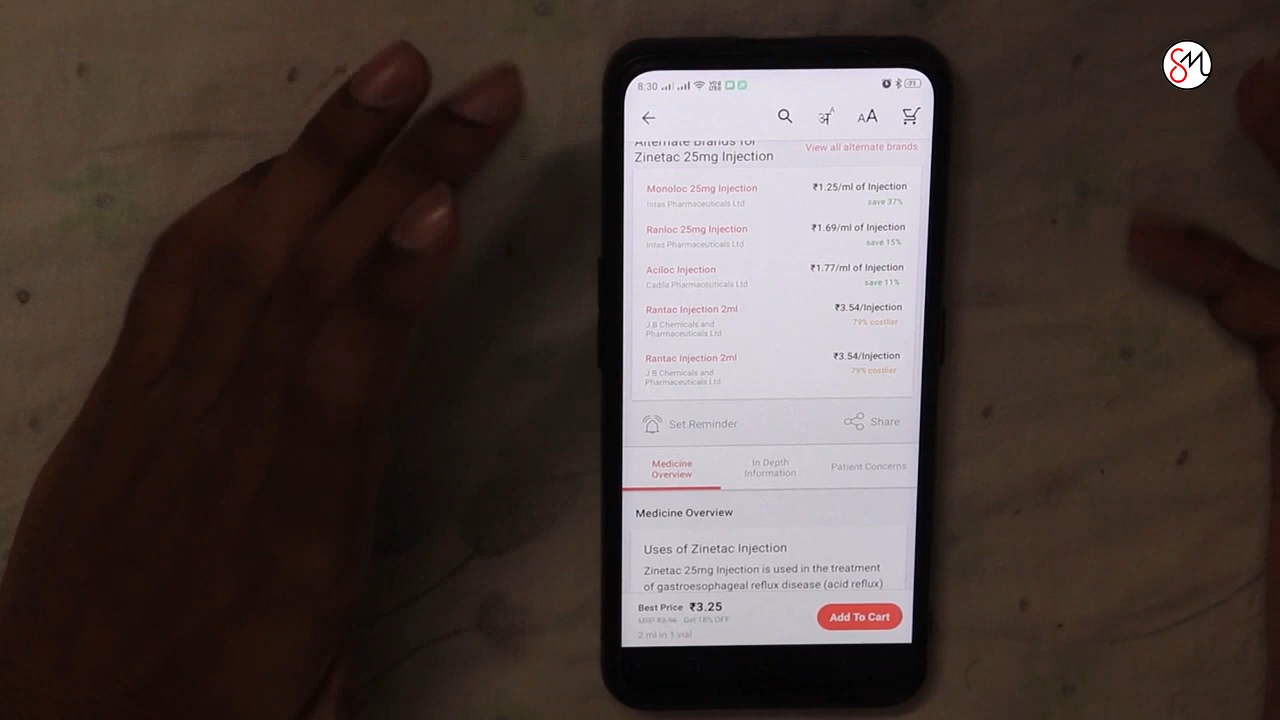 SM
8:30
Alternate Brands for
Zinetac 25mg Injection
View all alternate brands
Monoloc 25mg Injection
₹1.25/ml of Injection
Intas Pharmaceuticals Ltd
save 37%
Ranloc 25mg Injection
₹1.69/ml of Injection
Intas Pharmaceuticals Ltd
save 15%
Aciloc Injection
₹1.77/ml of Injection
Cadila Pharmaceuticals Ltd
save 11%
Rantac Injection 2ml
₹3.54/Injection
J B Chemicals and
Pharmaceuticals Ltd
79% costlier
Rantac Injection 2ml
₹3.54/Injection
J B Chemicals and
Pharmaceuticals Ltd
79% costlier
Set Reminder
Share
Medicine
Overview
In Depth
Information
Patient Concerns
Medicine Overview
Uses of Zinetac Injection
Zinetac 25mg Injection is used in the treatment
of gastroesophageal reflux disease (acid reflux)
Best Price ₹3.25
MRP Get 18% OFF
2 ml in 1 vial
Add To Cart